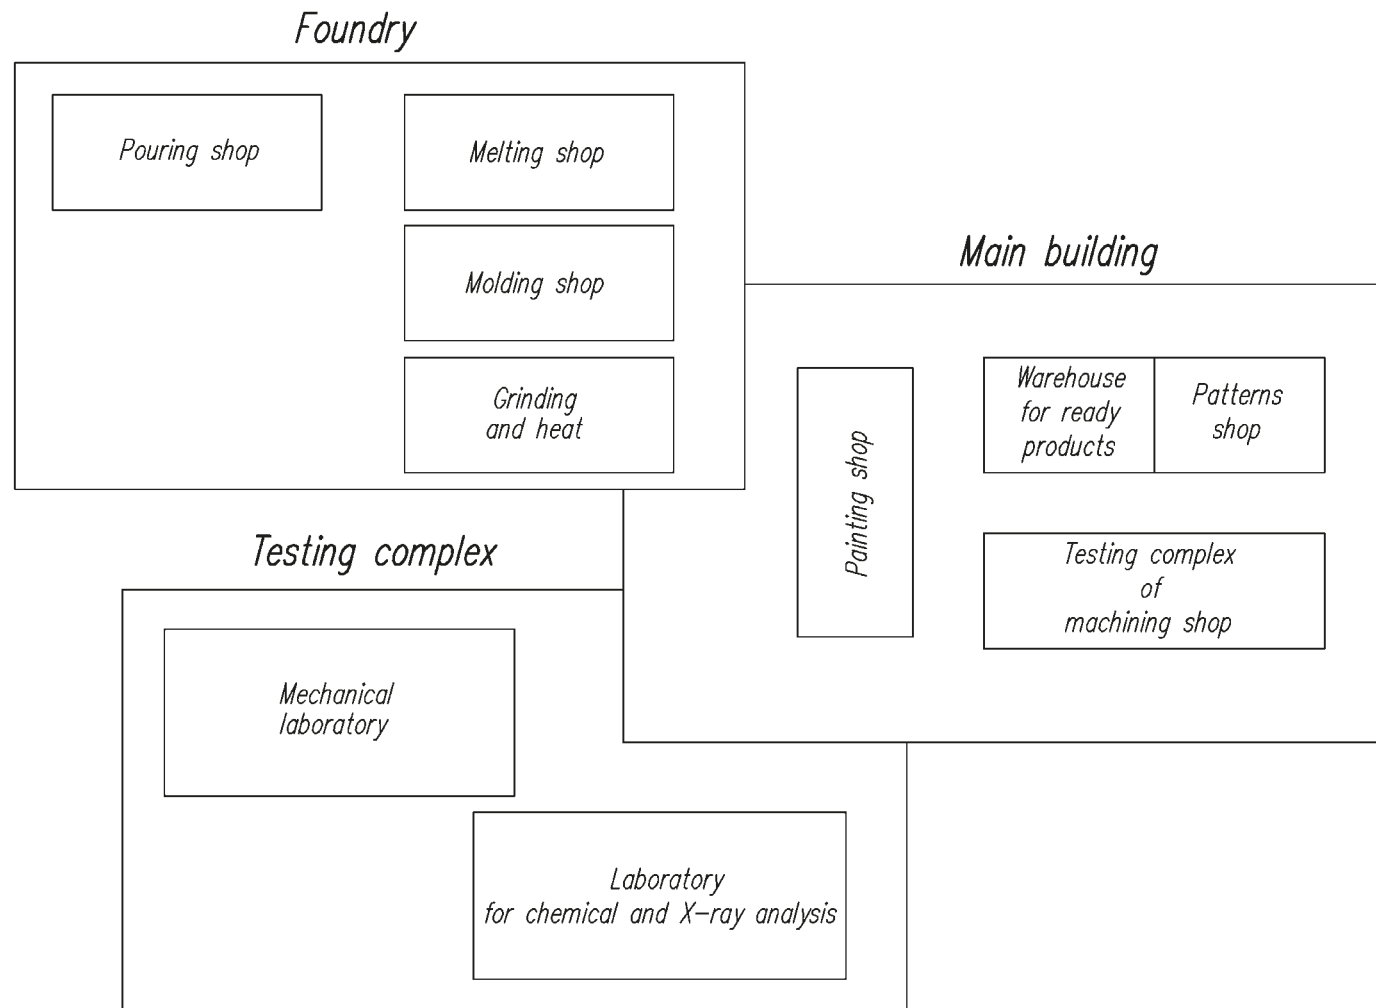 Foundry
Pouring shop
Melting shop
Molding shop
Grinding
and heat
Main building
Painting shop
Warehouse
for ready
products
Patterns
shop
Testing complex
of
machining shop
Testing complex
Mechanical
laboratory
Laboratory
for chemical and X-ray analysis